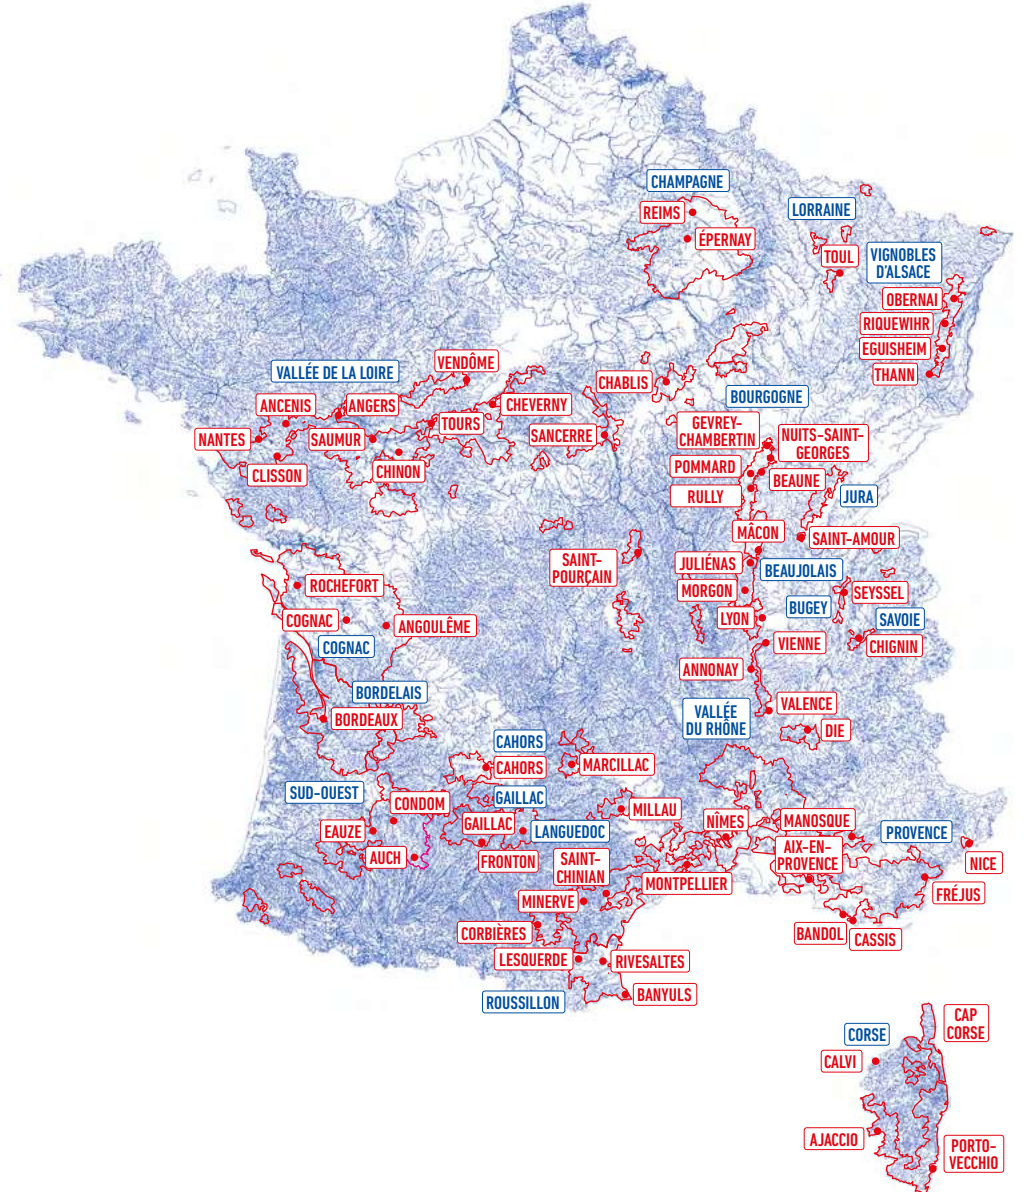 CHAMPAGNE
REIMS
ÉPERNAY
LORRAINE
TOUL
VIGNOBLES
D'ALSACE
OBERNAI
RIQUEWIHR
EGUISHEIM
THANN
VENDÔME
VALLÉE DE LA LOIRE
ANCENIS
ANGERS
CHEVERNY
NANTES
SAUMUR
TOURS
CLISSON
CHINON
SANCERRE
CHABLIS
BOURGOGNE
GEVREY-
CHAMBERTIN
NUITS-SAINT-
GEORGES
POMMARD
BEAUNE
RULLY
JURA
MÂCON
SAINT-AMOUR
SAINT-
POURÇAIN
JULIÉNAS
BEAUJOLAIS
MORGON
BUGEY
SEYSSEL
LYON
SAVOIE
CHIGNIN
VIENNE
ANNONAY
ROCHEFORT
COGNAC
ANGOULÊME
COGNAC
BORDELAIS
BORDEAUX
VALLÉE
DU RHÔNE
VALENCE
DIE
CAHORS
CAHORS
MARCILLAC
SUD-OUEST
CONDOM
GAILLAC
MILLAU
EAUZE
GAILLAC
LANGUEDOC
NÎMES
MANOSQUE
PROVENCE
AUCH
FRONTON
SAINT-
CHINIAN
AIX-EN-
PROVENCE
NICE
MONTPELLIER
FRÉJUS
MINERVE
CORBIÈRES
BANDOL
CASSIS
LESQUERDE
RIVESALTES
ROUSSILLON
BANYULS
CAP
CORSE
CORSE
CALVI
AJACCIO
PORTO-
VECCHIO